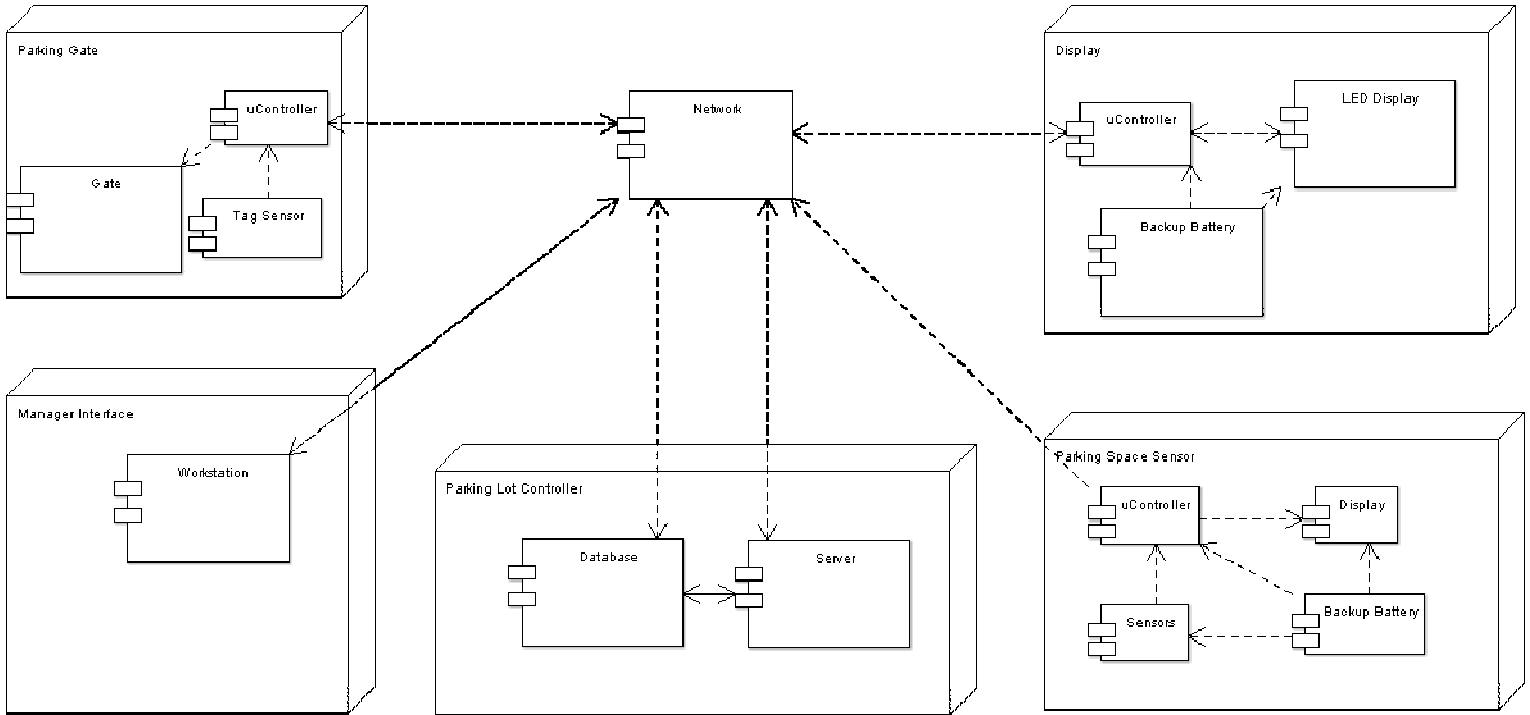 Parking Gate
uController
Gate
Tag Sensor
Network
Display
uController
LED Display
Backup Battery
Manager Interface
Workstation
Parking Lot Controller
Database
Server
Parking Space Sensor
uController
Display
Sensors
Backup Battery